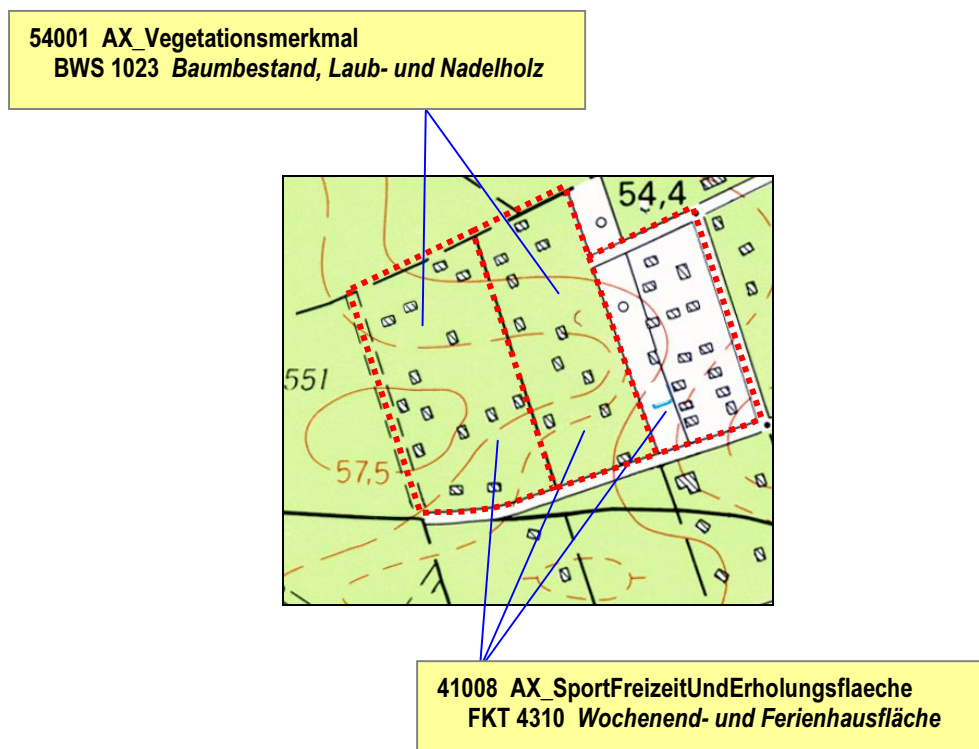 54001 AX_Vegetationsmerkmal
BWS 1023 Baumbestand, Laub- und Nadelholz
54,4
551
57,5
41008 AX_SportFreizeitUndErholungsflaeche
FKT 4310 Wochenend- und Ferienhausfläche